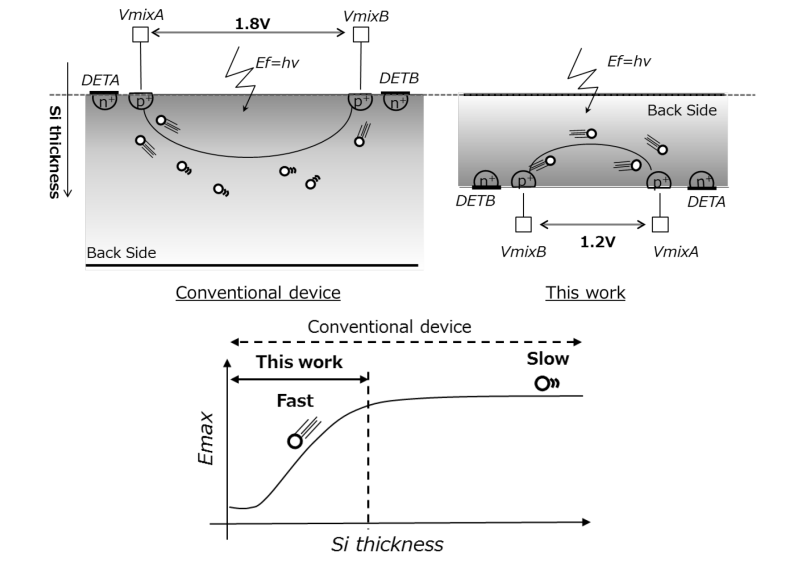 VmixA
1.8V
VmixB
Ef=hv
DETA
DETB
n⁺
p⁺
p⁺
n⁺
Si thickness
Back Side
Conventional device
Ef=hv
Back Side
n⁺
p⁺
p⁺
n⁺
DETB
DETA
1.2V
VmixB
VmixA
This work
Conventional device
This work
Slow
Fast
Emax
Si thickness